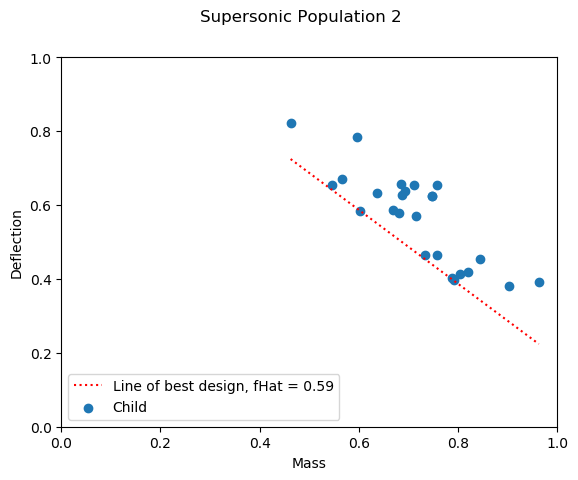 Supersonic Population 2
1.0
0.8
0.6
0.4
0.2
0.0
Deflection
Line of best design, fHat = 0.59
Child
0.0 0.2 0.4 0.6 0.8 1.0
Mass